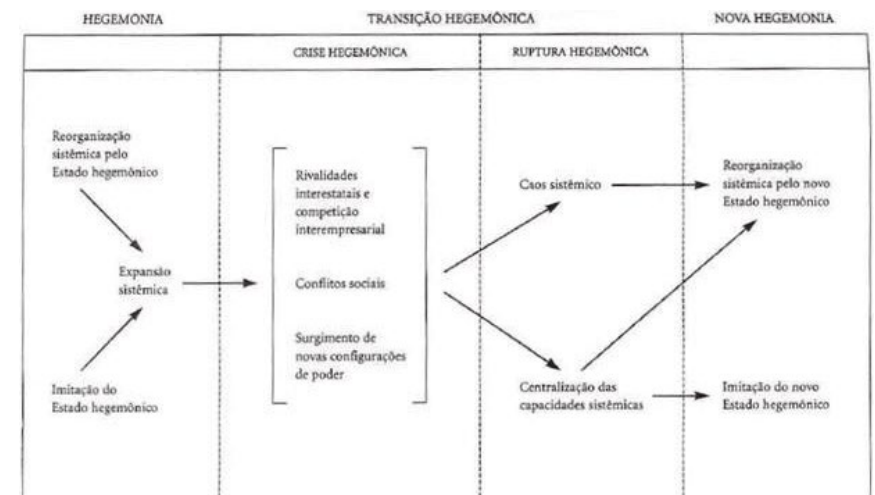 HEGEMONIA
TRANSIÇÃO HEGEMÔNICA
NOVA HEGEMONIA
CRISE HEGEMÔNICA
RUPTURA HEGEMÔNICA
Reorganização
sistêmica pelo
Estado hegemônico
Expansão
sistêmica
Imitação do
Estado hegemônico
Rivalidades
interestatais e
competição
interempresarial
Conflitos sociais
Surgimento de
novas configurações
de poder
Caos sistêmico
Centralização das
capacidades sistêmicas
Reorganização
sistêmica pelo novo
Estado hegemônico
Imitação do novo
Estado hegemônico